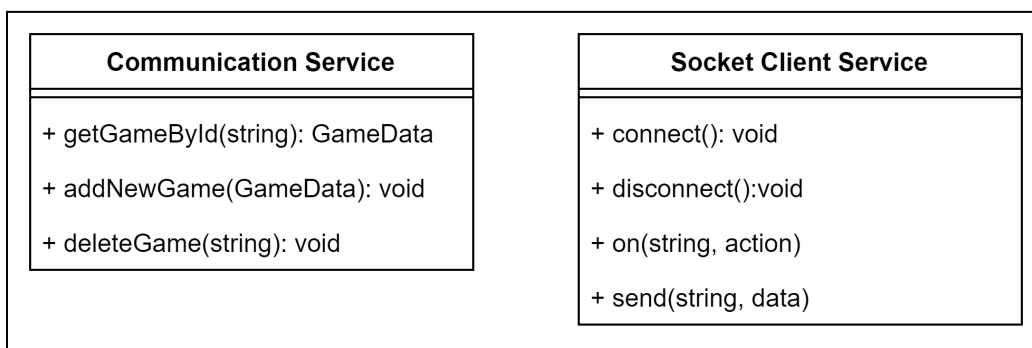 Communication Service
+ getGameById(string): GameData
+ addNewGame(GameData): void
+ deleteGame(string): void
Socket Client Service
+ connect(): void
+ disconnect():void
+ on(string, action)
+ send(string, data)